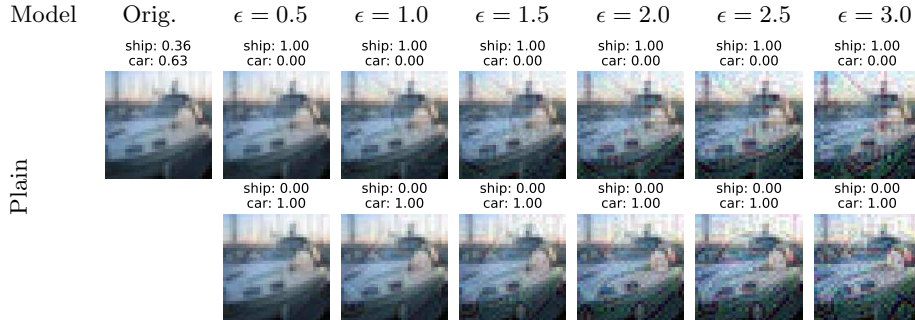 Model Orig. ϵ = 0.5 ϵ = 1.0 ϵ = 1.5 ϵ = 2.0 ϵ = 2.5 ϵ = 3.0
ship: 0.36 ship: 1.00 ship: 1.00 ship: 1.00 ship: 1.00 ship: 1.00 ship: 1.00
car: 0.63 car: 0.00 car: 0.00 car: 0.00 car: 0.00 car: 0.00 car: 0.00
Plain
ship: 0.00 ship: 0.00 ship: 0.00 ship: 0.00 ship: 0.00 ship: 0.00
car: 1.00 car: 1.00 car: 1.00 car: 1.00 car: 1.00 car: 1.00